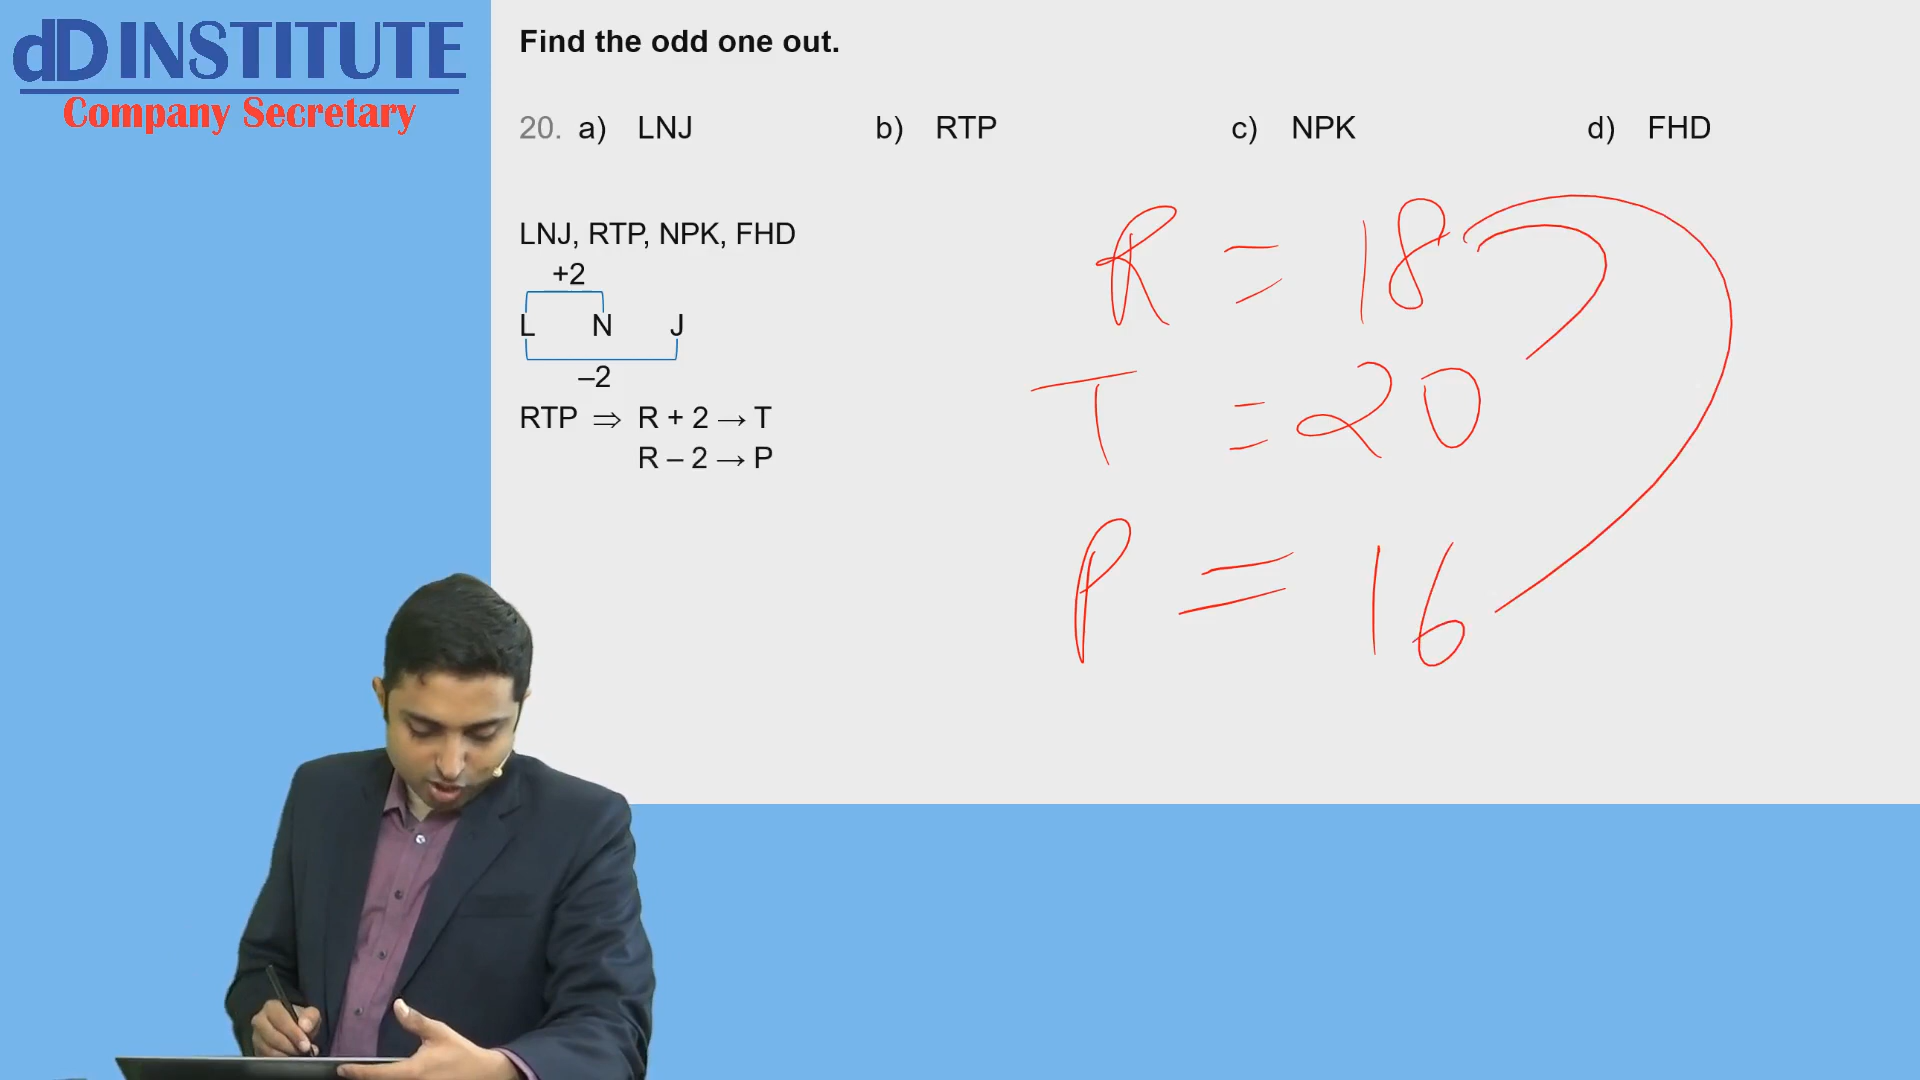 dD INSTITUTE
Company Secretary
Find the odd one out.
20. a) LNJ b) RTP c) NPK d) FHD
LNJ, RTP, NPK, FHD
+2
L N J
–2
RTP ⇒ R + 2 → T
R – 2 → P
R = 18
T = 20
P = 16